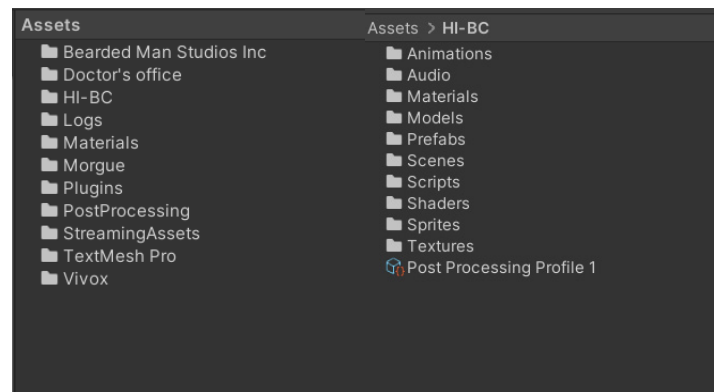 Assets
Bearded Man Studios Inc
Doctor's office
HI-BC
Logs
Materials
Morgue
Plugins
PostProcessing
StreamingAssets
TextMesh Pro
Vivox
Assets > HI-BC
Animations
Audio
Materials
Models
Prefabs
Scenes
Scripts
Shaders
Sprites
Textures
Post Processing Profile 1